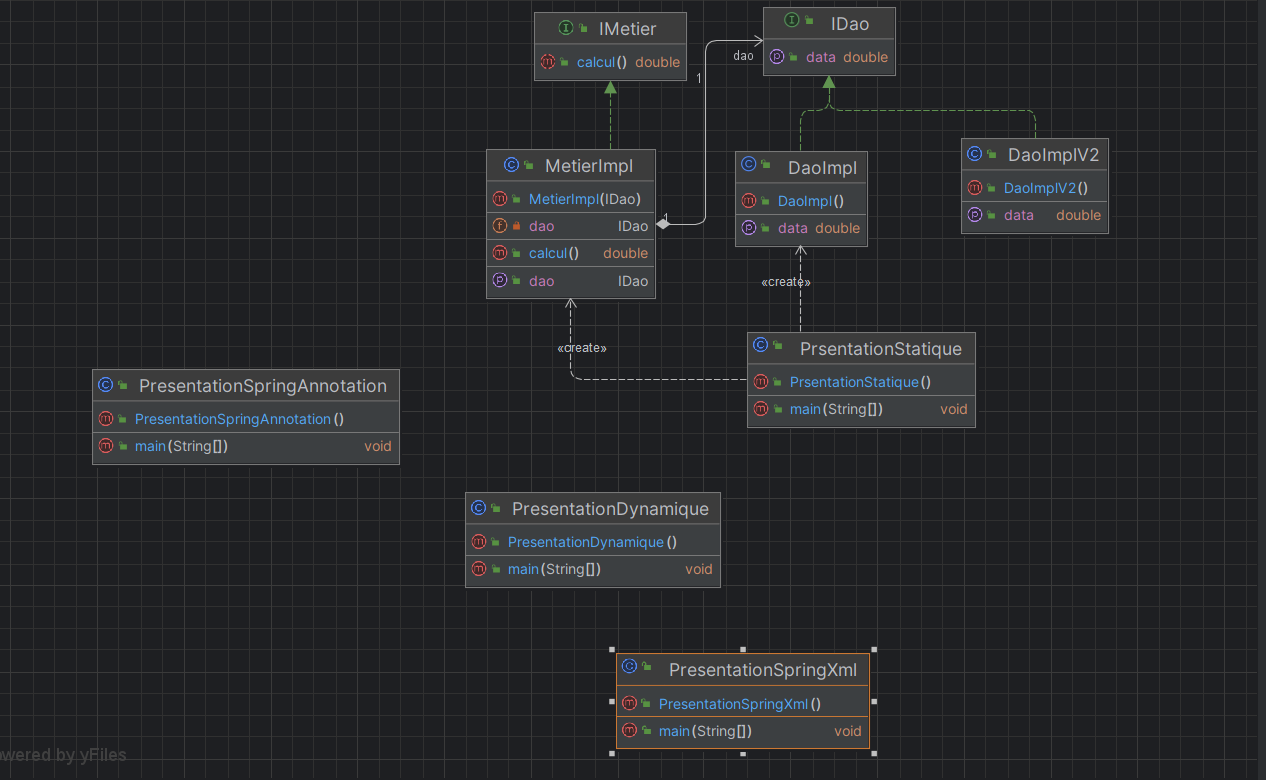 IMetier
calcul() double
IDao
data double
dao
1
MetierImpl
MetierImpl(IDao)
dao IDao
calcul() double
dao IDao
1
DaoImpl
DaoImpl()
data double
DaoImplV2
DaoImplV2()
data double
«create»
«create»
PrsentationStatique
PrsentationStatique()
main(String[]) void
PresentationSpringAnnotation
PresentationSpringAnnotation()
main(String[]) void
PresentationDynamique
PresentationDynamique()
main(String[]) void
PresentationSpringXml
PresentationSpringXml()
main(String[]) void
wered by yFiles